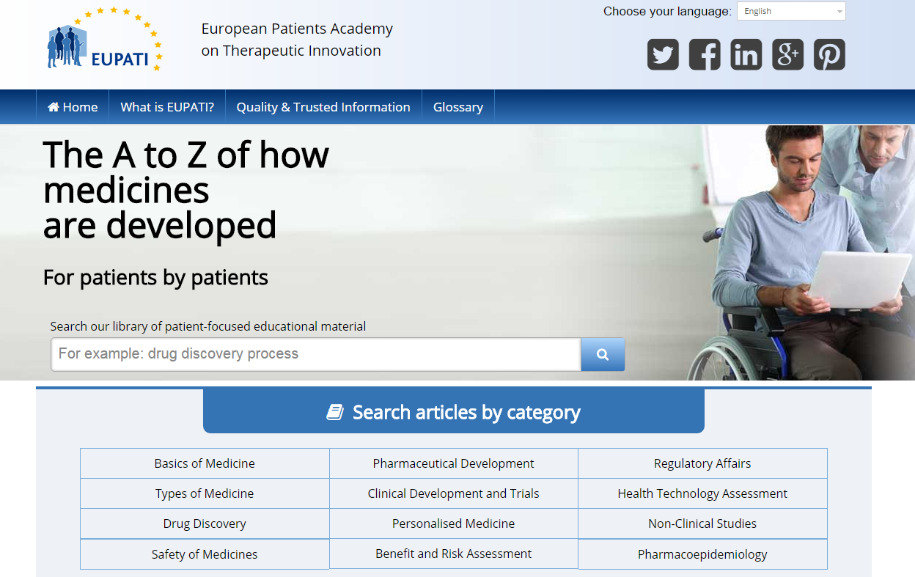 Choose your language: English
EUPATI
European Patients Academy
on Therapeutic Innovation
Home What is EUPATI? Quality & Trusted Information Glossary
The A to Z of how
medicines
are developed
For patients by patients
Search our library of patient-focused educational material
For example: drug discovery process
Search articles by category
Basics of Medicine Pharmaceutical Development Regulatory Affairs
Types of Medicine Clinical Development and Trials Health Technology Assessment
Drug Discovery Personalised Medicine Non-Clinical Studies
Safety of Medicines Benefit and Risk Assessment Pharmacoepidemiology